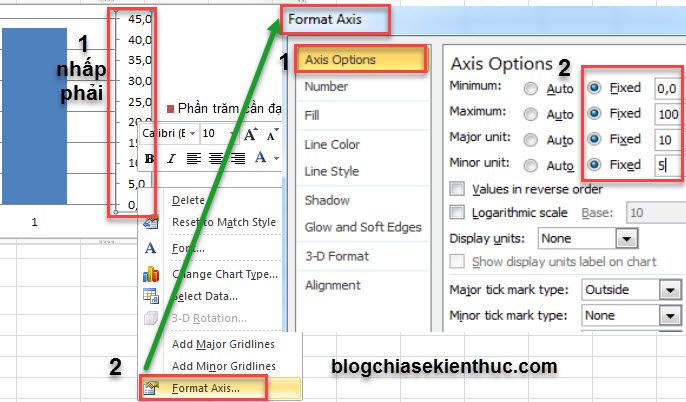 1
nhấp
phải
45,0
40,0
35,0
30,0
25,0
20,0
15,0
10,0
5,0
0,0
1
Phần trăm cần đạ
Calibri (E
10
A
A
B
I
A
Delete
Reset to Match Style
A
Font...
Change Chart Type...
Select Data...
3-D Rotation...
Add Major Gridlines
Add Minor Gridlines
2
Format Axis...
Format Axis
1
Axis Options
Number
Fill
Line Color
Line Style
Shadow
Glow and Soft Edges
3-D Format
Alignment
Axis Options
2
Minimum: Auto Fixed 0,0
Maximum: Auto Fixed 100
Major unit: Auto Fixed 10
Minor unit: Auto Fixed 5
Values in reverse order
Logarithmic scale Base: 10
Display units: None
Show display units label on chart
Major tick mark type: Outside
Minor tick mark type: None
blogchiasekienthuc.com